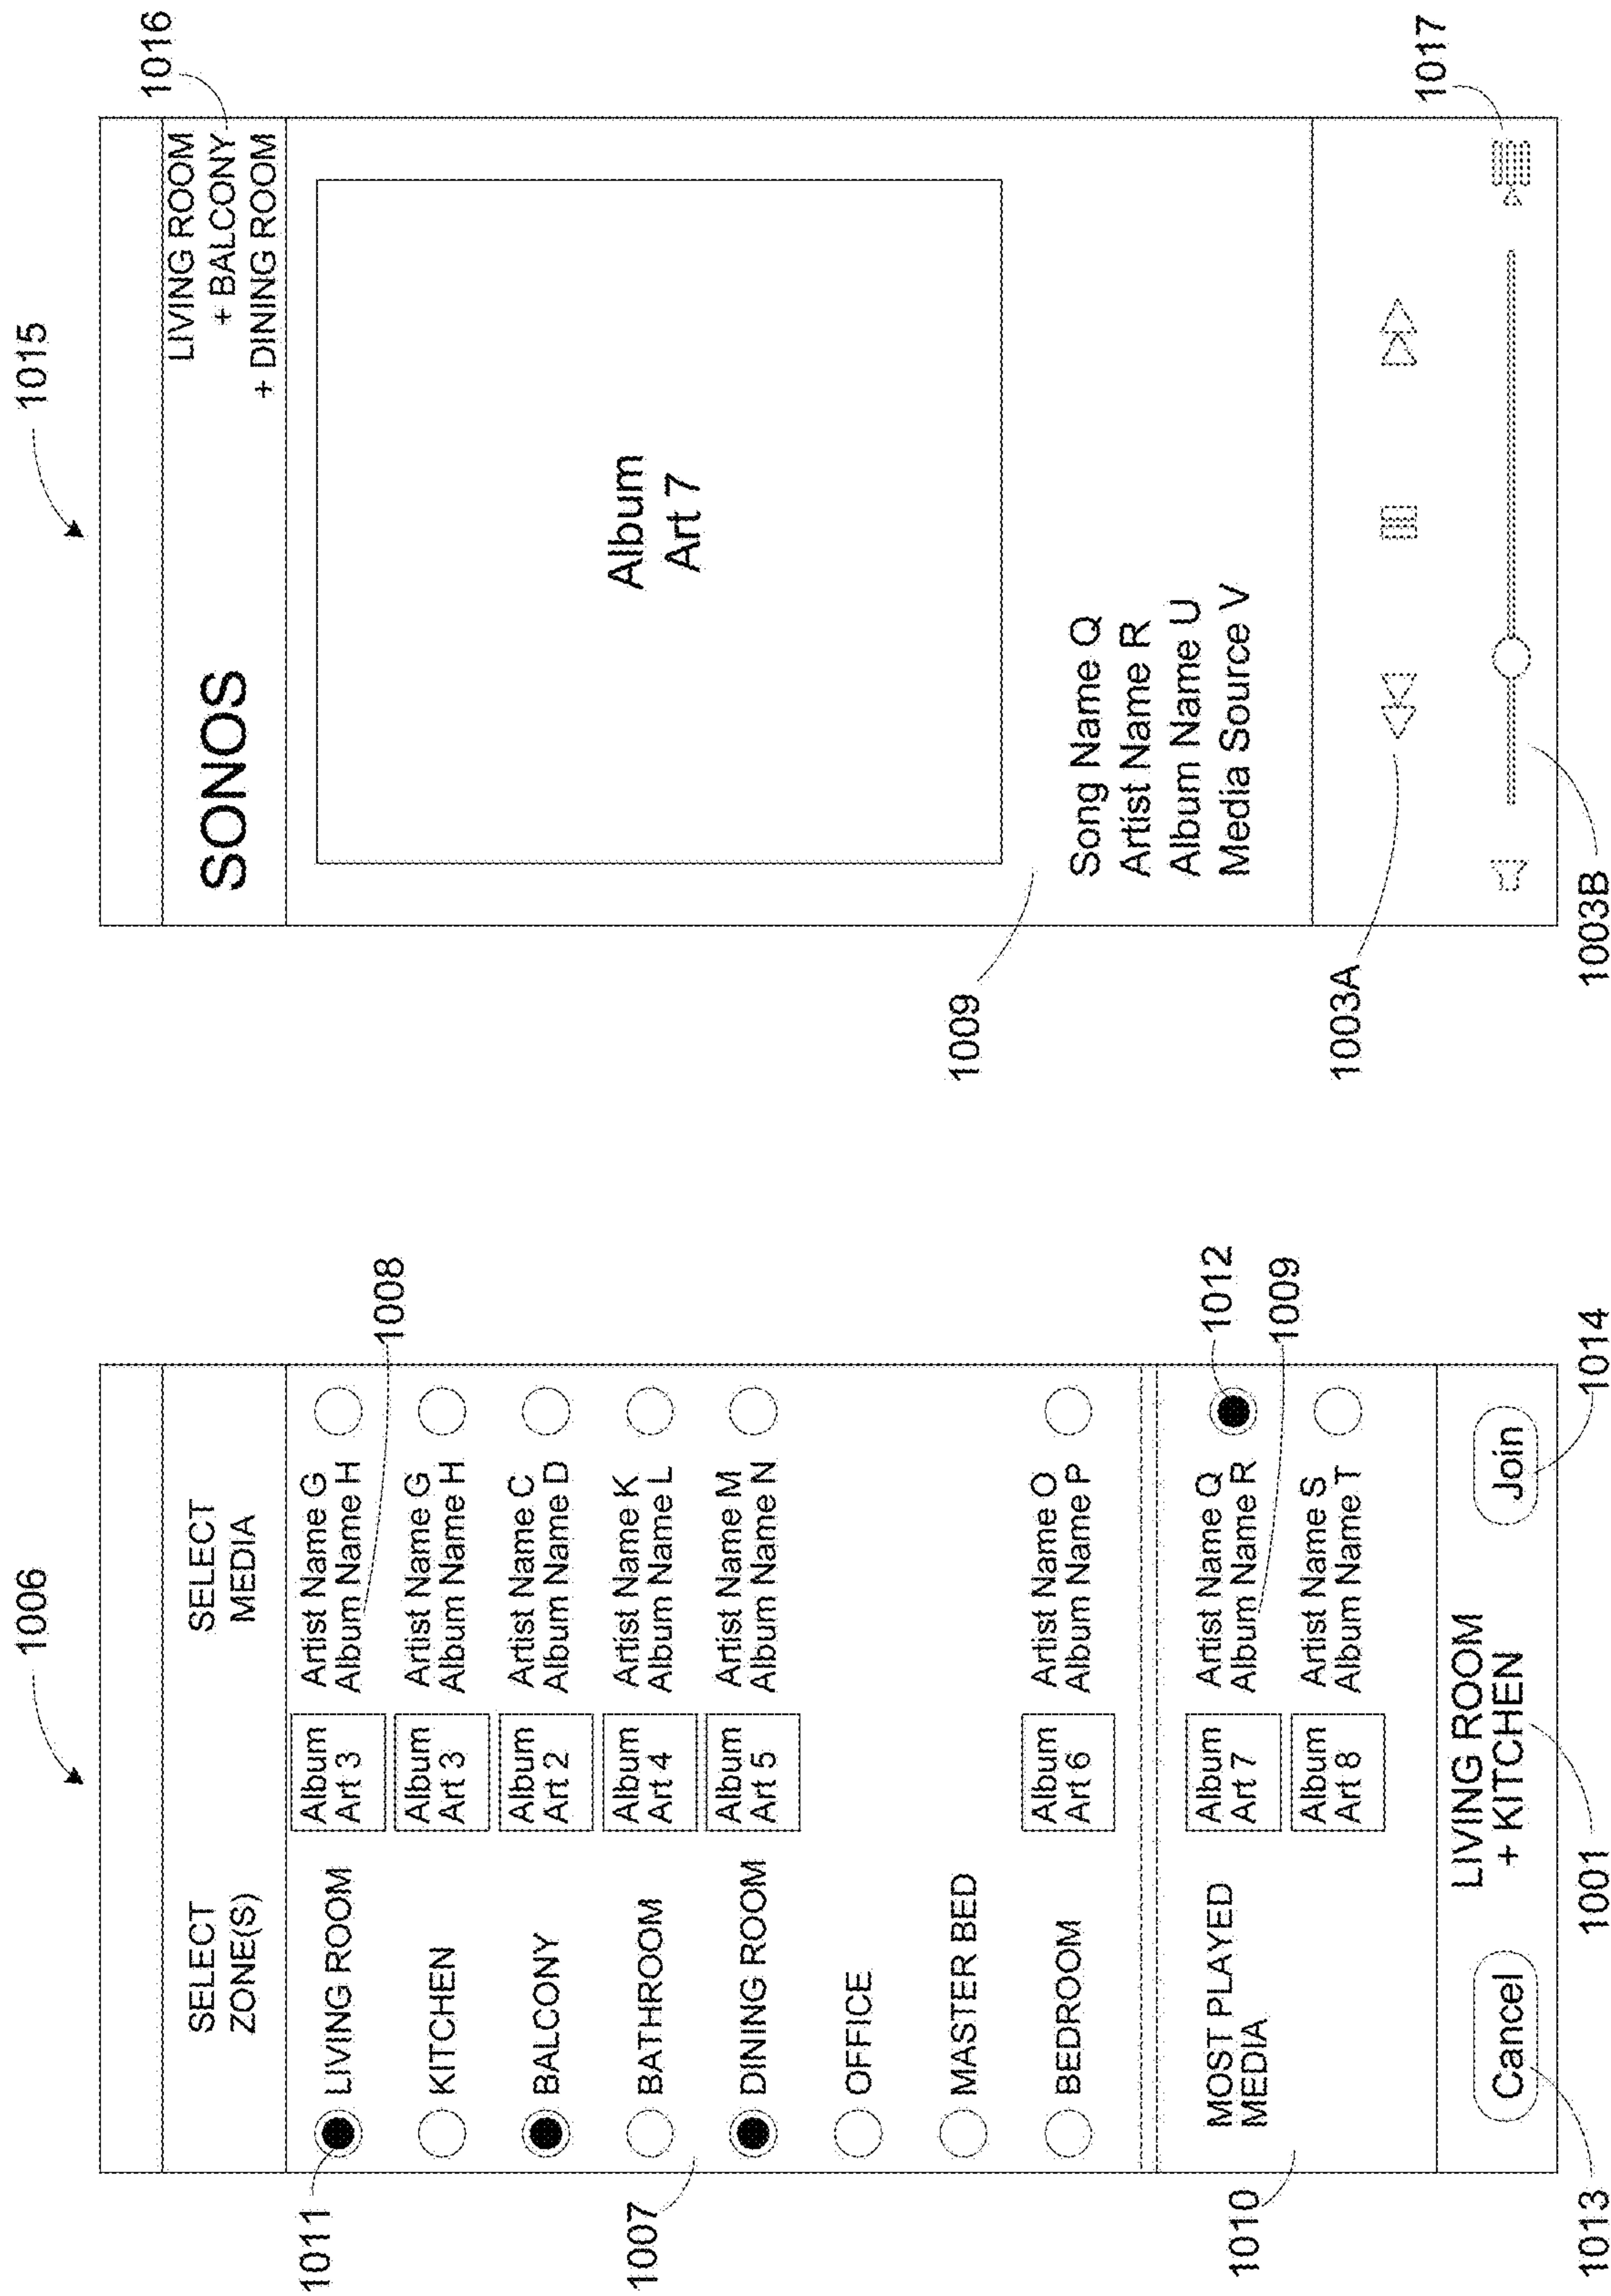 1006
SELECT
ZONE(S)
SELECT
MEDIA
1011
LIVING ROOM
Album
Art 3
Artist Name G
Album Name H
1008
KITCHEN
Album
Art 3
Artist Name G
Album Name H
BALCONY
Album
Art 2
Artist Name C
Album Name D
BATHROOM
Album
Art 4
Artist Name K
Album Name L
1007
DINING ROOM
Album
Art 5
Artist Name M
Album Name N
OFFICE
MASTER BED
BEDROOM
Album
Art 6
Artist Name O
Album Name P
1010
MOST PLAYED
MEDIA
Album
Art 7
Artist Name Q
Album Name R
1012
1009
Album
Art 8
Artist Name S
Album Name T
Cancel
LIVING ROOM
+ KITCHEN
Join
1013
1001
1014
1015
1016
SONOS
LIVING ROOM
+ BALCONY
+ DINING ROOM
Album
Art 7
1009
Song Name Q
Artist Name R
Album Name U
Media Source V
1003A
1017
1003B